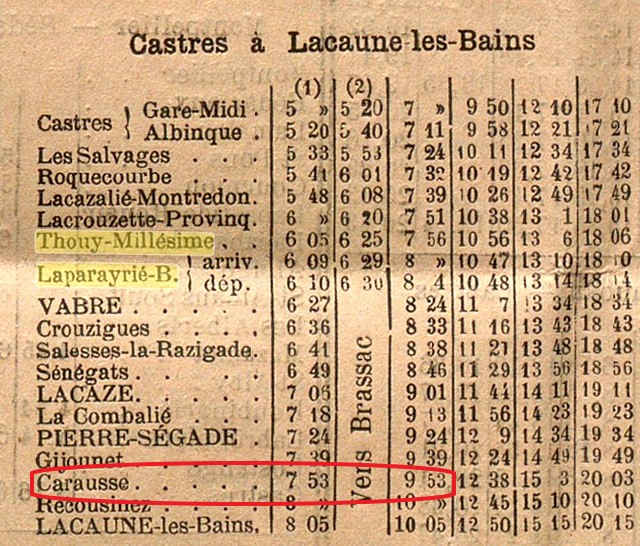 Castres à Lacaune-les-Bains
(1) (2)
Castres } Gare-Midi . 5 » 5 20 7 » 9 50 12 10 17 10
Albinque . 5 20 5 40 7 11 9 58 12 21 17 21
Les Salvages . . . 5 33 5 53 7 24 10 11 12 34 17 34
Roquecourbe . . . 5 41 6 01 7 32 10 19 12 42 17 42
Lacazalié-Montredon. 5 48 6 08 7 39 10 26 12 49 17 49
Lacrouzette-Provinq. 6 » 6 20 7 51 10 38 13 1 18 01
Thouy-Millésime . . 6 05 6 25 7 56 10 56 13 6 18 06
Laparayrié-B. } arriv. 6 09 6 29 8 » 10 47 13 10 18 0
dép. 6 10 6 30 8 4 10 48 13 14 18 14
VABRE . . . . 6 27 8 24 11 7 13 34 18 34
Crouzigues . . . 6 36 8 33 11 16 13 43 18 43
Salesses-la-Razigade. 6 41 8 38 11 21 13 48 18 48
Sénégats . . . . 6 49 8 46 11 29 13 56 18 56
LACAZE. . . . 7 06 9 01 11 44 14 11 19 11
La Combalié . . 7 18 9 13 11 56 14 23 19 23
PIERRE-SÉGADE . 7 24 9 24 12 9 14 34 19 34
Gijounet . . . . 7 39 9 39 12 24 14 49 19 49
Carausse. . . . . 7 53 9 53 12 38 15 3 20 03
Recousinez . . . 8 » 10 » 12 45 15 10 20 10
LACAUNE-les-Bains. 8 05 10 05 12 50 15 15 20 15
Vers Brassac